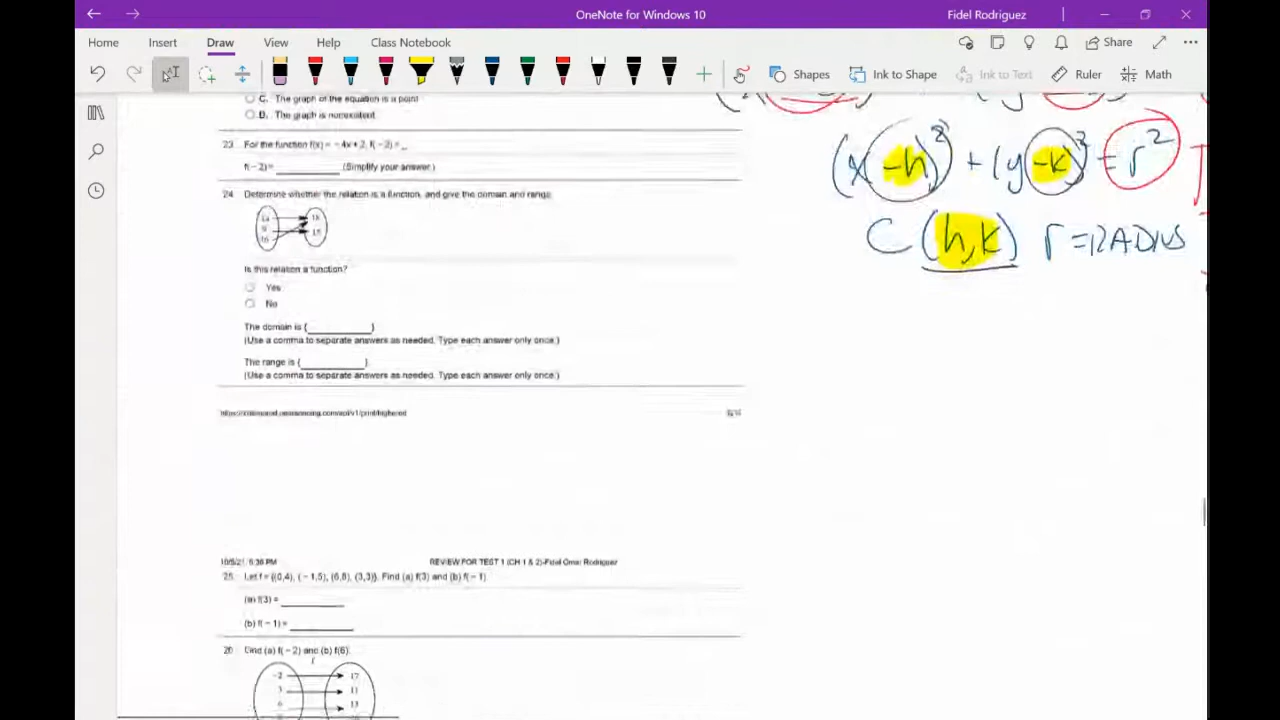 OneNote for Windows 10
Fidel Rodriguez
Home Insert Draw View Help Class Notebook
Share
Shapes Ink to Shape Ink to Text Ruler Math
C. The graph of the equation is a point
D. The graph is nonexistent
23. For the function f(x) = - 4x + 2, f( - 2) =
f( - 2) = (Simplify your answer.)
24. Determine whether the relation is a function, and give the domain and range.
Is this relation a function?
Yes
No
The domain is { }
(Use a comma to separate answers as needed. Type each answer only once.)
The range is { }.
(Use a comma to separate answers as needed. Type each answer only once.)
(x -h)² + (y -k)² = r²
C (h,k) r = RADIUS
REVIEW FOR TEST 1 (CH 1 & 2)-Fidel Omar Rodriguez
25. Let f = {(0,4), ( - 1,5), (6,8), (3,3)}. Find (a) f(3) and (b) f( - 1)
(a) f(3) =
(b) f( - 1) =
26. Find (a) f( - 2) and (b) f(6).
f
-2 17
3 11
6 13